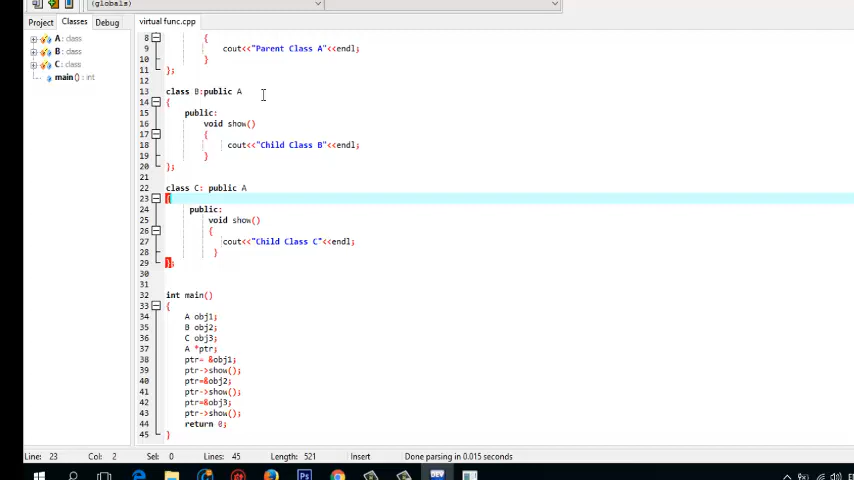 (globals)
Project Classes Debug virtual func.cpp
A : class
B : class
C : class
main() : int
8 {
9 cout<<"Parent Class A"<<endl;
10 }
11 };
12
13 class B:public A
14 {
15 public:
16 void show()
17 {
18 cout<<"Child Class B"<<endl;
19 }
20 };
21
22 class C: public A
23 {
24 public:
25 void show()
26 {
27 cout<<"Child Class C"<<endl;
28 }
29 };
30
31
32 int main()
33 {
34 A obj1;
35 B obj2;
36 C obj3;
37 A *ptr;
38 ptr= &obj1;
39 ptr->show();
40 ptr=&obj2;
41 ptr->show();
42 ptr=&obj3;
43 ptr->show();
44 return 0;
45 }
Line: 23 Col: 2 Sel: 0 Lines: 45 Length: 521 Insert Done parsing in 0.015 seconds
Ps DEV